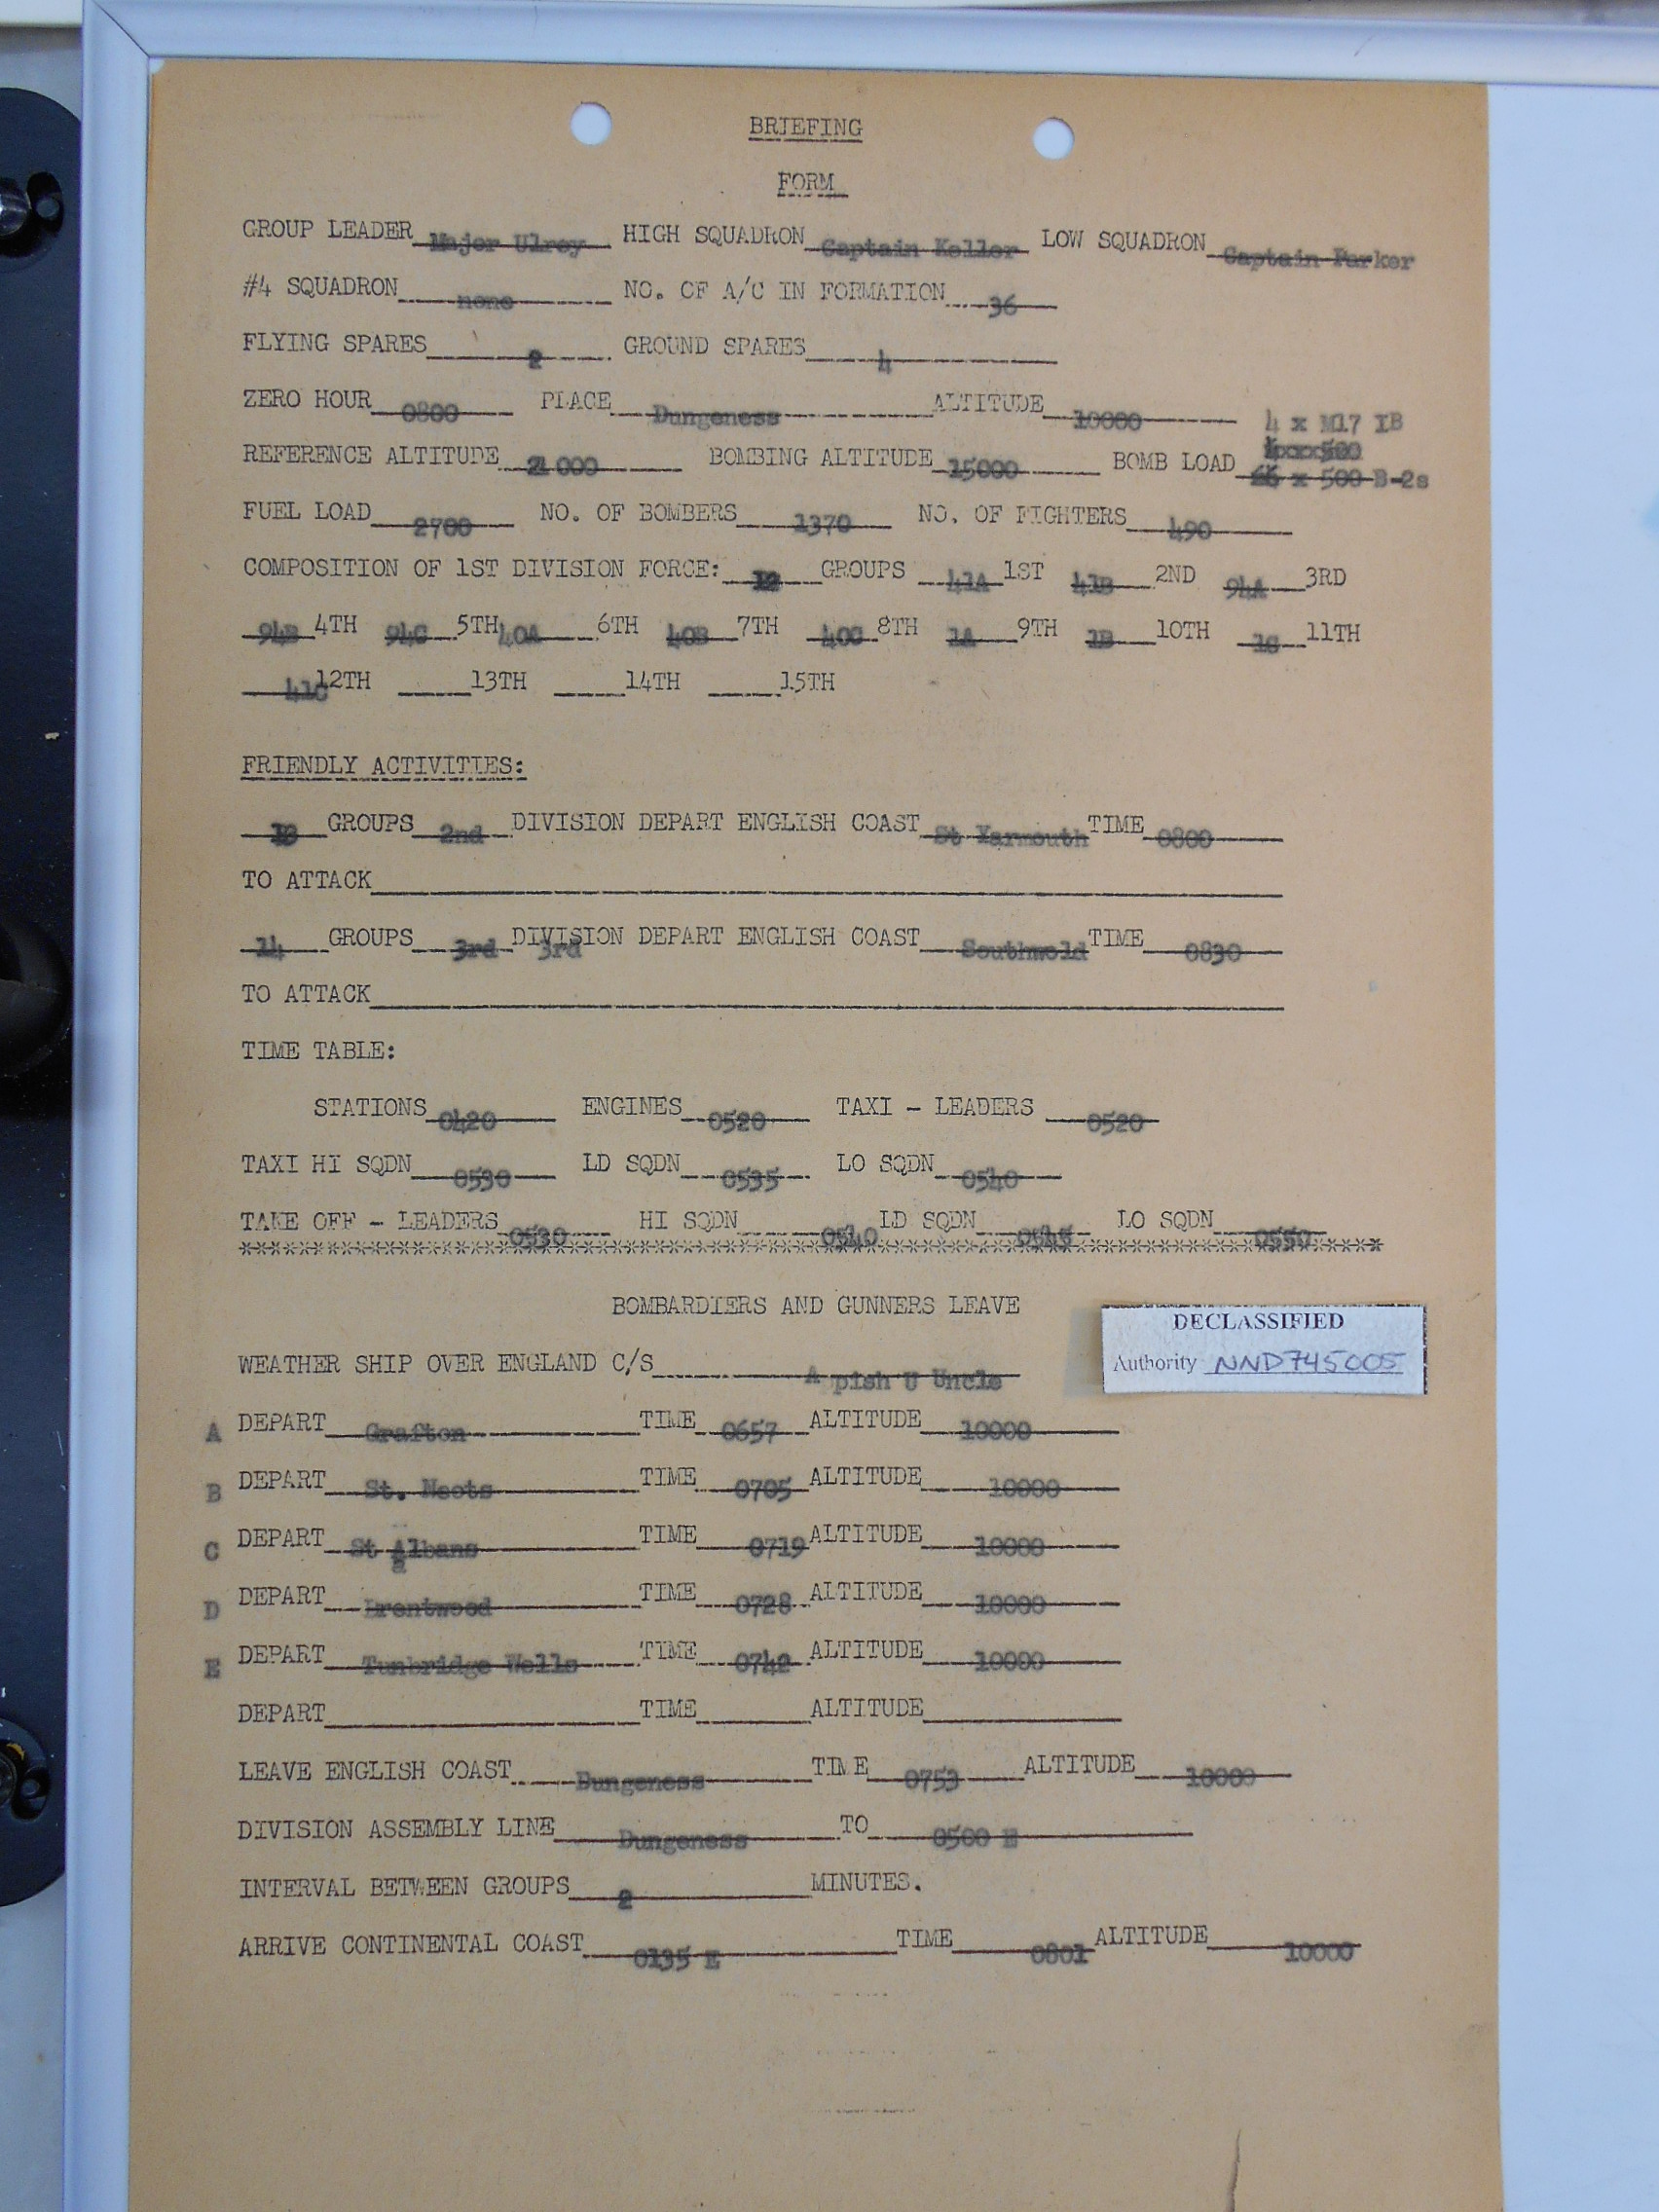 BRIEFING
FORM
GROUP LEADER Major Ulrey HIGH SQUADRON Captain Keller LOW SQUADRON Captain Parker
#4 SQUADRON none NO. OF A/C IN FORMATION 36
FLYING SPARES 2 GROUND SPARES 4
ZERO HOUR 0800 PLACE Dungeness ALTITUDE 10000
4 x M17 IB
REFERENCE ALTITUDE 21000 BOMBING ALTITUDE 15000 BOMB LOAD x 500 B-2s
FUEL LOAD 2700 NO. OF BOMBERS 1370 NO. OF FIGHTERS 490
COMPOSITION OF 1ST DIVISION FORCE: 12 GROUPS 41A 1ST 41B 2ND 94A 3RD
94B 4TH 94C 5TH 40A 6TH 40B 7TH 40C 8TH 1A 9TH 1B 10TH 1C 11TH
41C 12TH 13TH 14TH 15TH
FRIENDLY ACTIVITIES:
GROUPS 2nd DIVISION DEPART ENGLISH COAST Yarmouth TIME 0800
TO ATTACK
14 GROUPS 3rd 3rd DIVISION DEPART ENGLISH COAST Southwold TIME 0830
TO ATTACK
TIME TABLE:
STATIONS 0420 ENGINES 0520 TAXI - LEADERS 0520
TAXI HI SQDN 0530 LD SQDN 0535 LO SQDN 0540
TAKE OFF - LEADERS 0530 HI SQDN 0540 LD SQDN 0545 LO SQDN 0550
BOMBARDIERS AND GUNNERS LEAVE
DECLASSIFIED
Authority NND745005
WEATHER SHIP OVER ENGLAND C/S A pish U Uncle
A DEPART Grafton TIME 0657 ALTITUDE 10000
B DEPART St. Neots TIME 0705 ALTITUDE 10000
C DEPART St Albans TIME 0719 ALTITUDE 10000
D DEPART Brentwood TIME 0728 ALTITUDE 10000
E DEPART Tunbridge Wells TIME 0742 ALTITUDE 10000
DEPART TIME ALTITUDE
LEAVE ENGLISH COAST Dungeness TIME 0753 ALTITUDE 10000
DIVISION ASSEMBLY LINE Dungeness TO 0500 E
INTERVAL BETWEEN GROUPS 2 MINUTES.
ARRIVE CONTINENTAL COAST 0135 E TIME 0801 ALTITUDE 10000